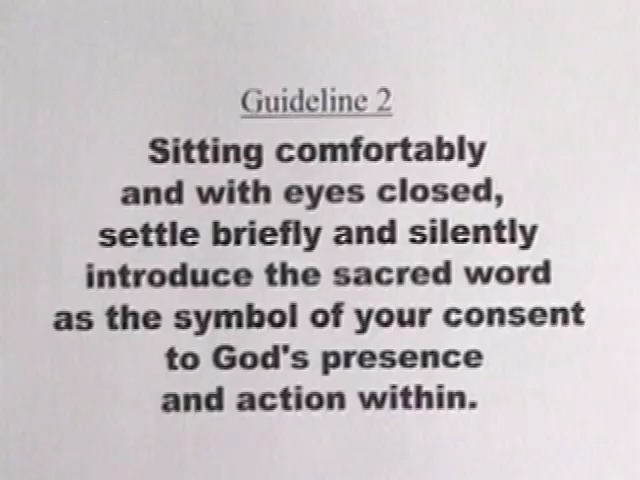 Guideline 2
Sitting comfortably
and with eyes closed,
settle briefly and silently
introduce the sacred word
as the symbol of your consent
to God's presence
and action within.